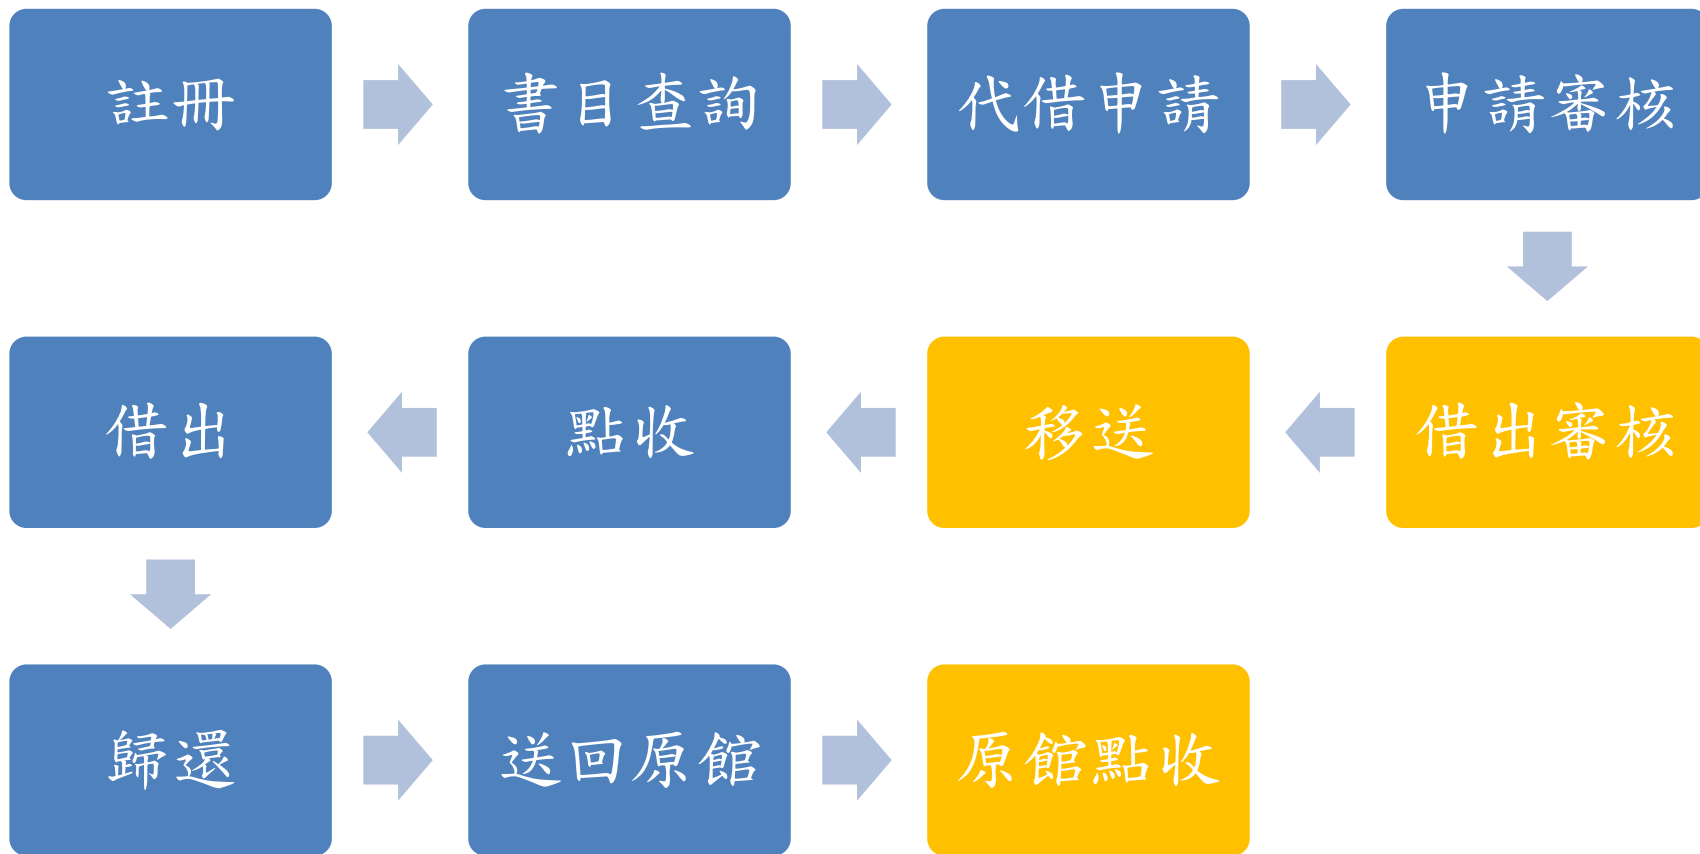 註冊
書目查詢
代借申請
申請審核
借出審核
移送
點收
借出
歸還
送回原館
原館點收